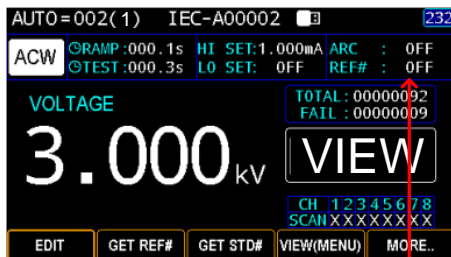 AUTO=002(1) IEC-A00002 232
ACW RAMP:000.1s HI SET:1.000mA ARC : OFF
TEST:000.3s LO SET: OFF REF# : OFF
VOLTAGE
TOTAL:00000092
FAIL:00000009
3.000 kV
VIEW
CH 12345678
SCAN XXXXXXXX
EDIT GET REF# GET STD# VIEW(MENU) MORE..